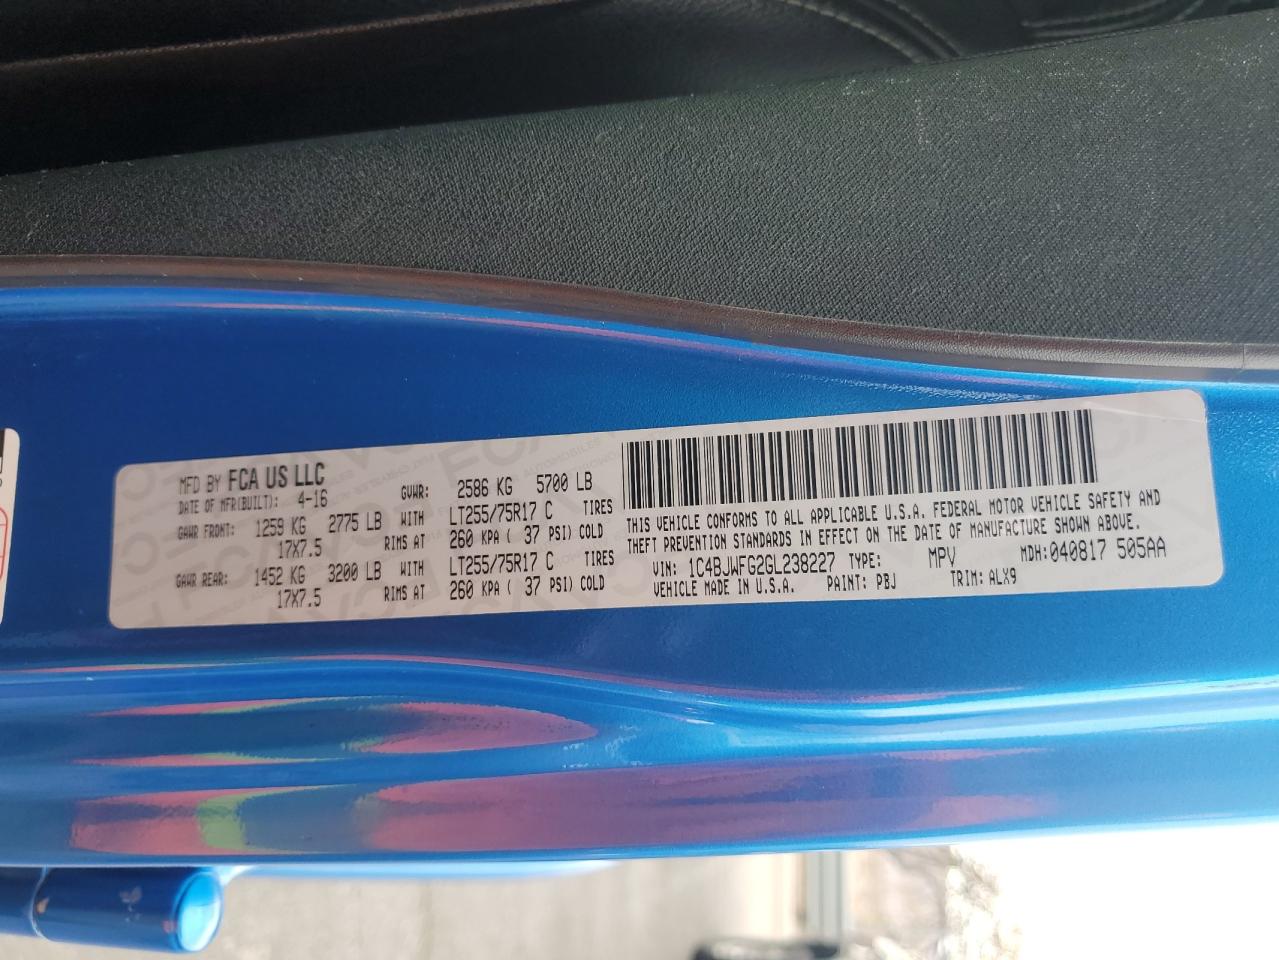 MFD BY FCA US LLC
DATE OF MFR(BUILT): 4-16 GVWR: 2586 KG 5700 LB
GAWR FRONT: 1259 KG 2775 LB WITH LT255/75R17 C TIRES
17X7.5 RIMS AT 260 KPA ( 37 PSI) COLD
GAWR REAR: 1452 KG 3200 LB WITH LT255/75R17 C TIRES
17X7.5 RIMS AT 260 KPA ( 37 PSI) COLD
THIS VEHICLE CONFORMS TO ALL APPLICABLE U.S.A. FEDERAL MOTOR VEHICLE SAFETY AND
THEFT PREVENTION STANDARDS IN EFFECT ON THE DATE OF MANUFACTURE SHOWN ABOVE.
VIN: 1C4BJWFG2GL238227 TYPE: MPV MDH:040817 505AA
VEHICLE MADE IN U.S.A. PAINT: PBJ TRIM: ALX9